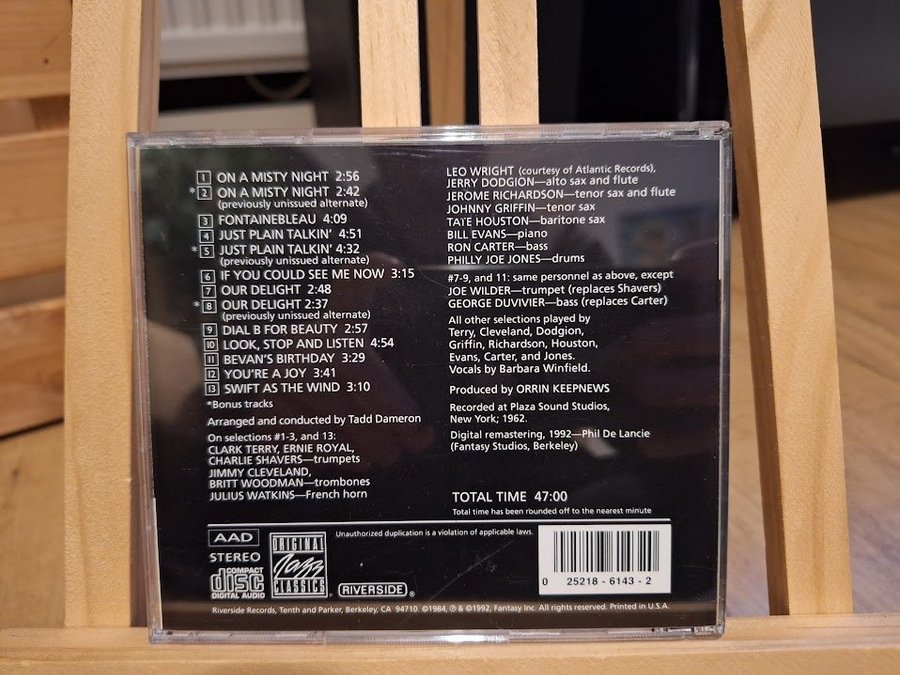 1 ON A MISTY NIGHT 2:56
*2 ON A MISTY NIGHT 2:42
(previously unissued alternate)
3 FONTAINEBLEAU 4:09
4 JUST PLAIN TALKIN' 4:51
*5 JUST PLAIN TALKIN' 4:32
(previously unissued alternate)
6 IF YOU COULD SEE ME NOW 3:15
7 OUR DELIGHT 2:48
*8 OUR DELIGHT 2:37
(previously unissued alternate)
9 DIAL B FOR BEAUTY 2:57
10 LOOK, STOP AND LISTEN 4:54
11 BEVAN'S BIRTHDAY 3:29
12 YOU'RE A JOY 3:41
13 SWIFT AS THE WIND 3:10
*Bonus tracks
Arranged and conducted by Tadd Dameron
On selections #1-3, and 13:
CLARK TERRY, ERNIE ROYAL,
CHARLIE SHAVERS—trumpets
JIMMY CLEVELAND,
BRITT WOODMAN—trombones
JULIUS WATKINS—French horn
LEO WRIGHT (courtesy of Atlantic Records),
JERRY DODGION—alto sax and flute
JEROME RICHARDSON—tenor sax and flute
JOHNNY GRIFFIN—tenor sax
TATE HOUSTON—baritone sax
BILL EVANS—piano
RON CARTER—bass
PHILLY JOE JONES—drums
#7-9, and 11: same personnel as above, except
JOE WILDER—trumpet (replaces Shavers)
GEORGE DUVIVIER—bass (replaces Carter)
All other selections played by
Terry, Cleveland, Dodgion,
Griffin, Richardson, Houston,
Evans, Carter, and Jones.
Vocals by Barbara Winfield.
Produced by ORRIN KEEPNEWS
Recorded at Plaza Sound Studios,
New York; 1962.
Digital remastering, 1992—Phil De Lancie
(Fantasy Studios, Berkeley)
TOTAL TIME 47:00
Total time has been rounded off to the nearest minute
AAD
STEREO
COMPACT
disc
DIGITAL AUDIO
ORIGINAL
Jazz
CLASSICS
RIVERSIDE®
Unauthorized duplication is a violation of applicable laws.
0 25218-6143-2
Riverside Records, Tenth and Parker, Berkeley, CA 94710 ©1984, ℗ & ©1992, Fantasy Inc. All rights reserved. Printed in U.S.A.